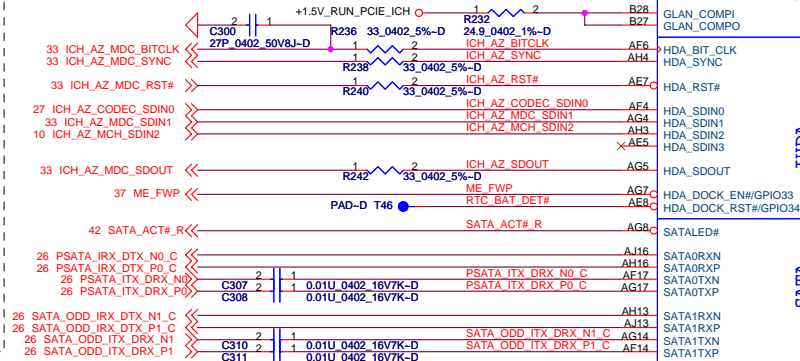 +1.5V_RUN_PCIE_ICH R232 1 2 24.9_0402_1%~D
B28 GLAN_COMPI
B27 GLAN_COMPO
2 1 C300 27P_0402_50V8J~D
33 ICH_AZ_MDC_BITCLK R236 1 2 33_0402_5%~D ICH_AZ_BITCLK AF6 HDA_BIT_CLK
33 ICH_AZ_MDC_SYNC R238 1 2 33_0402_5%~D ICH_AZ_SYNC AH4 HDA_SYNC
33 ICH_AZ_MDC_RST# R240 1 2 33_0402_5%~D ICH_AZ_RST# AE7 HDA_RST#
27 ICH_AZ_CODEC_SDIN0 ICH_AZ_CODEC_SDIN0 AF4 HDA_SDIN0
33 ICH_AZ_MDC_SDIN1 ICH_AZ_MDC_SDIN1 AG4 HDA_SDIN1
10 ICH_AZ_MCH_SDIN2 ICH_AZ_MCH_SDIN2 AH3 HDA_SDIN2
AE5 HDA_SDIN3
33 ICH_AZ_MDC_SDOUT R242 1 2 33_0402_5%~D ICH_AZ_SDOUT AG5 HDA_SDOUT
37 ME_FWP ME_FWP AG7 HDA_DOCK_EN#/GPIO33
PAD~D T46 RTC_BAT_DET# AE8 HDA_DOCK_RST#/GPIO34
42 SATA_ACT#_R SATA_ACT#_R AG8 SATALED#
26 PSATA_IRX_DTX_N0_C AJ16 SATA0RXN
26 PSATA_IRX_DTX_P0_C AH16 SATA0RXP
26 PSATA_ITX_DRX_N0 C307 2 1 0.01U_0402_16V7K~D PSATA_ITX_DRX_N0_C AF17 SATA0TXN
26 PSATA_ITX_DRX_P0 C308 2 1 0.01U_0402_16V7K~D PSATA_ITX_DRX_P0_C AG17 SATA0TXP
26 SATA_ODD_IRX_DTX_N1_C AH13 SATA1RXN
26 SATA_ODD_IRX_DTX_P1_C AJ13 SATA1RXP
26 SATA_ODD_ITX_DRX_N1 C310 2 1 0.01U_0402_16V7K~D SATA_ODD_ITX_DRX_N1_C AG14 SATA1TXN
26 SATA_ODD_ITX_DRX_P1 C311 2 1 0.01U_0402_16V7K~D SATA_ODD_ITX_DRX_P1_C AF14 SATA1TXP